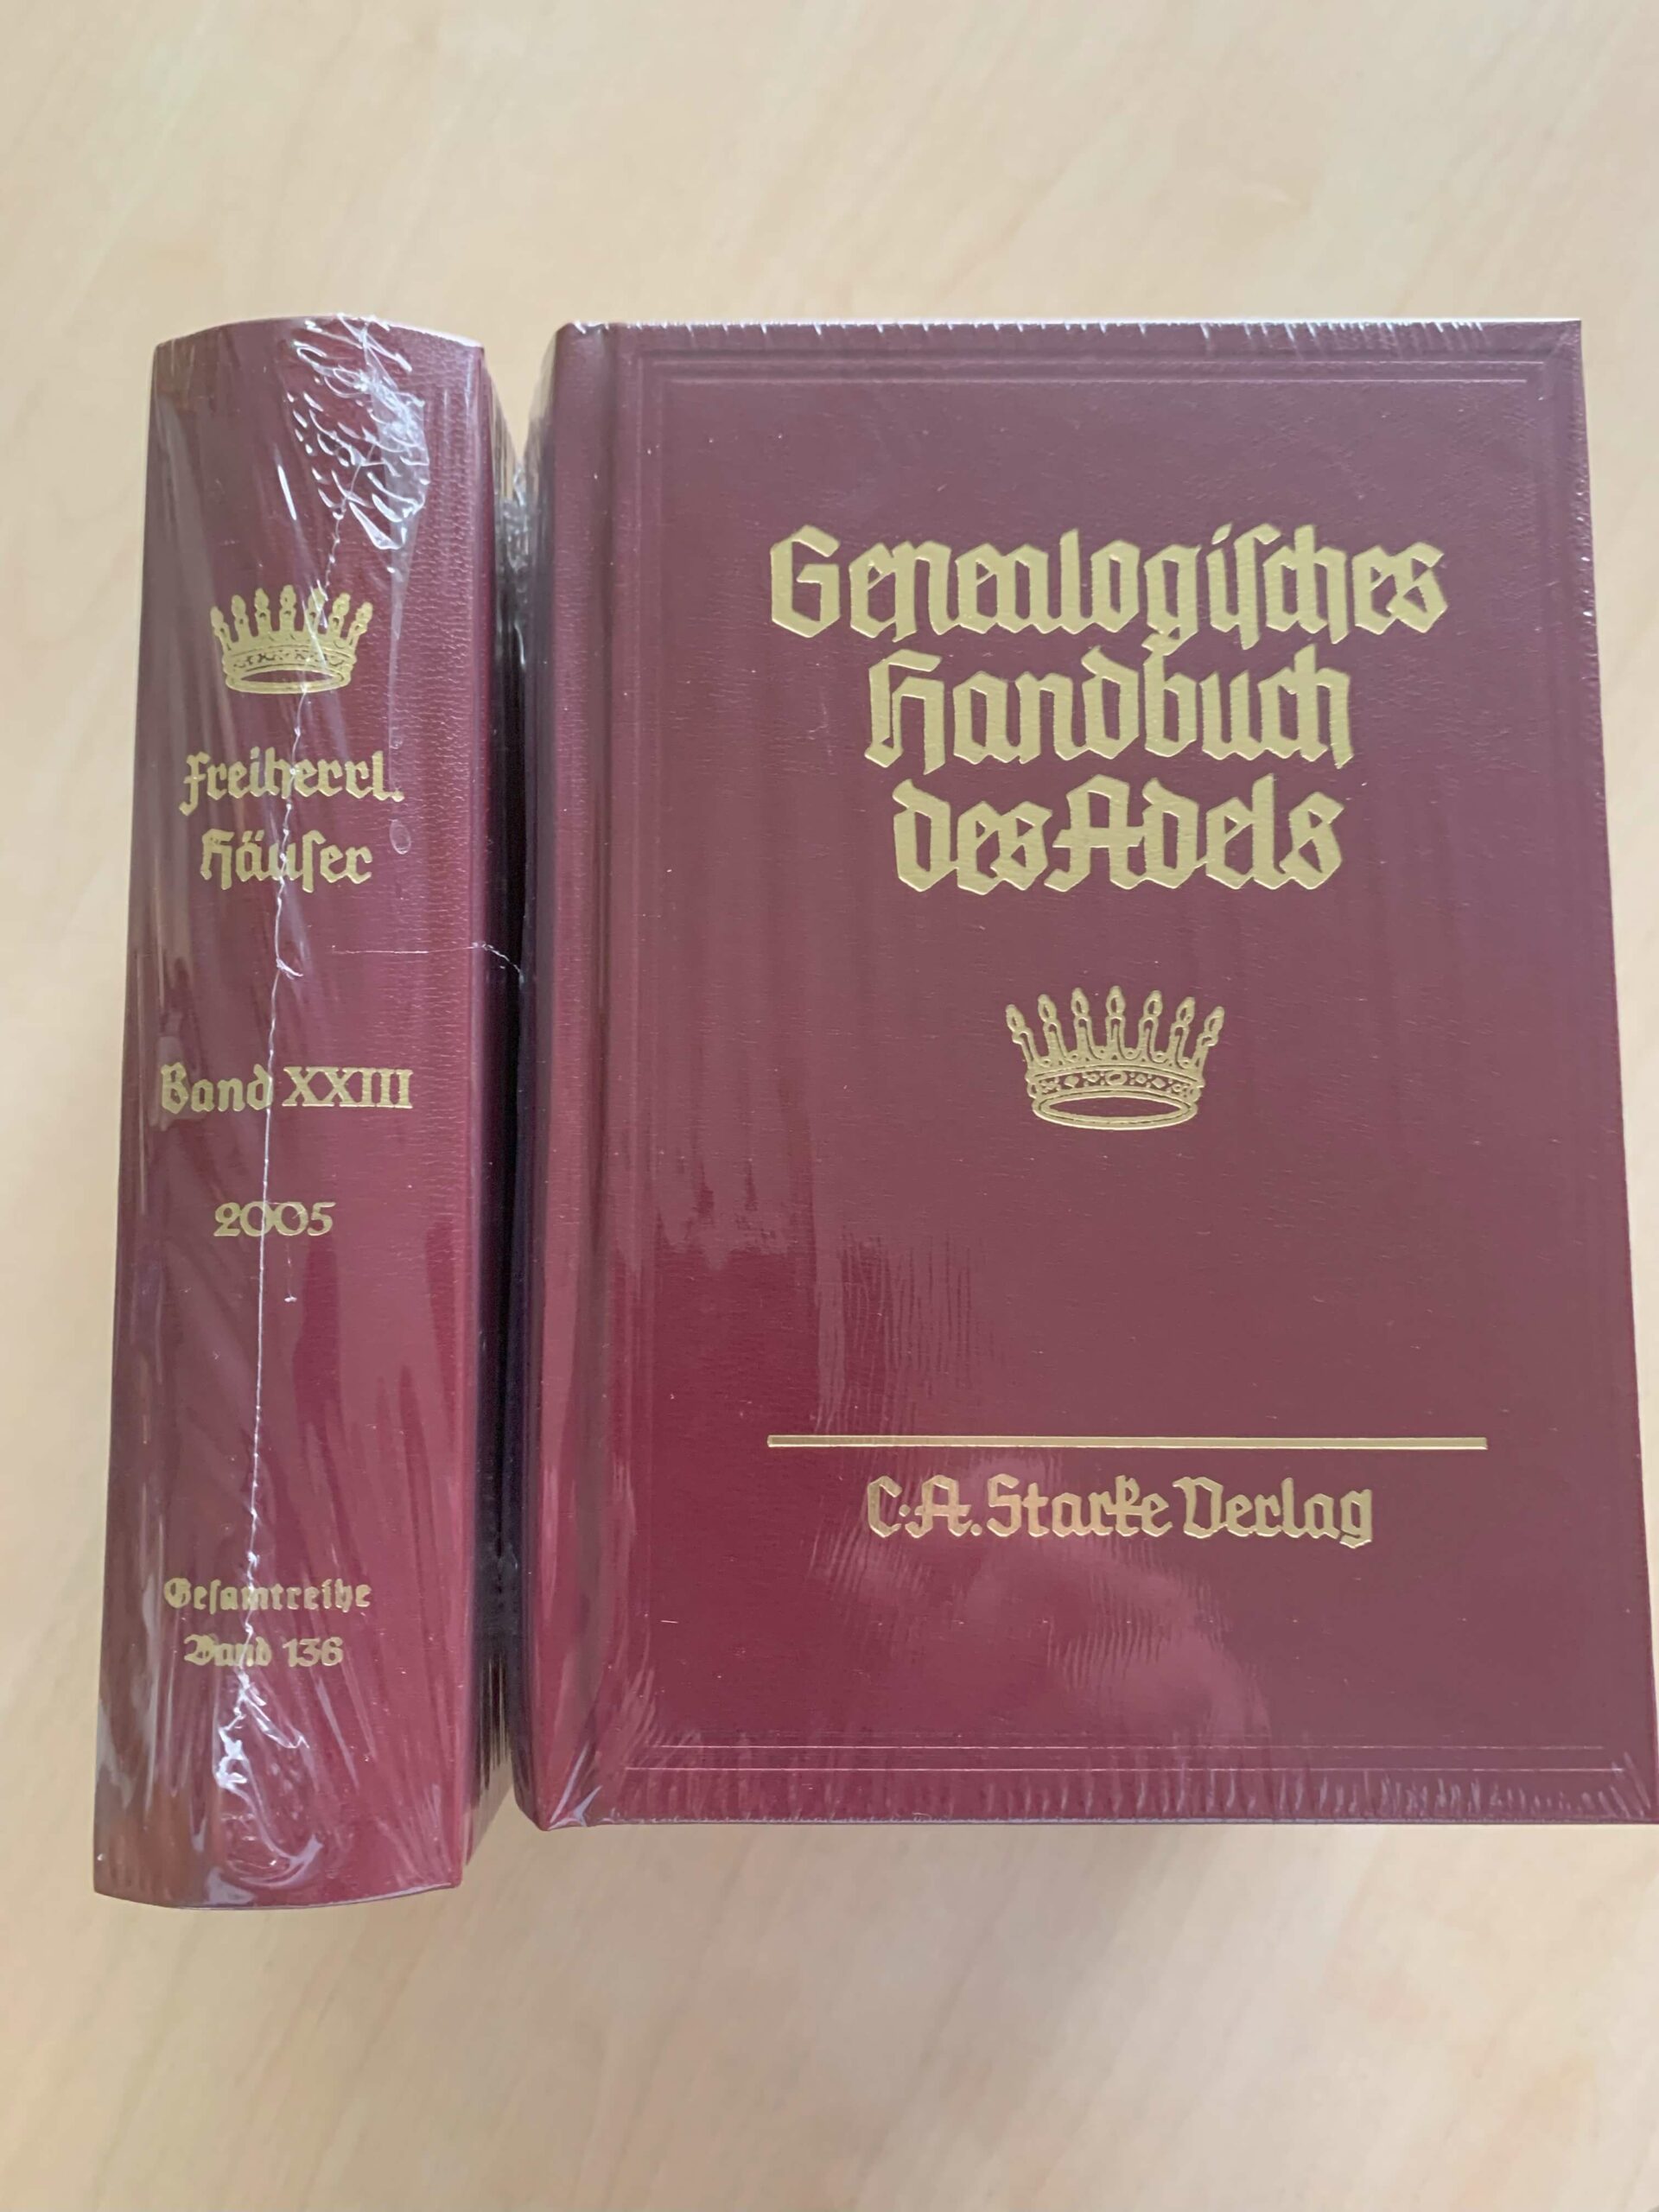 Freiherrl.
Häuſer
Band XXIII
2005
Geſamtreihe
Band 136
Genealogiſches
Handbuch
des Adels
C. A. Starke Verlag